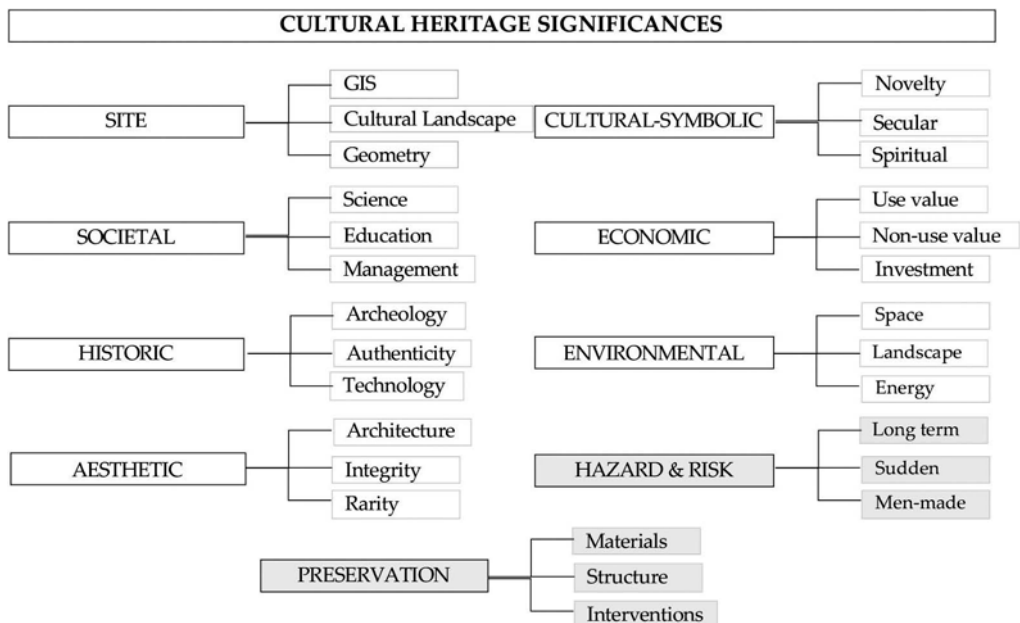 CULTURAL HERITAGE SIGNIFICANCES
SITE
GIS
Cultural Landscape
Geometry
CULTURAL-SYMBOLIC
Novelty
Secular
Spiritual
SOCIETAL
Science
Education
Management
ECONOMIC
Use value
Non-use value
Investment
HISTORIC
Archeology
Authenticity
Technology
ENVIRONMENTAL
Space
Landscape
Energy
AESTHETIC
Architecture
Integrity
Rarity
HAZARD & RISK
Long term
Sudden
Men-made
PRESERVATION
Materials
Structure
Interventions